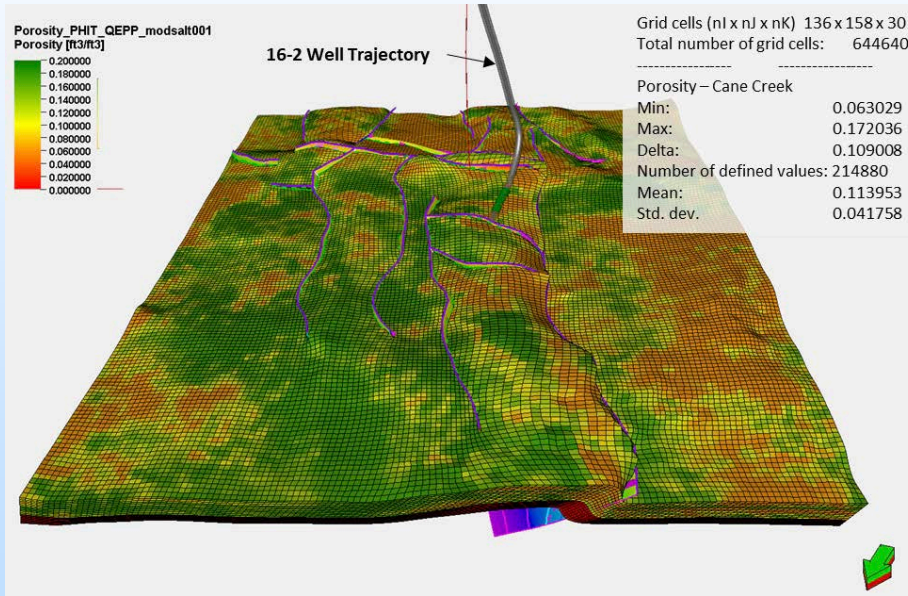 Porosity_PHIT_QEPP_modsalt001
Porosity [ft3/ft3]
0.200000
0.180000
0.160000
0.140000
0.120000
0.100000
0.080000
0.060000
0.040000
0.020000
0.000000
16-2 Well Trajectory
Grid cells (nI x nJ x nK) 136 x 158 x 30
Total number of grid cells: 644640
---------------- ----------------
Porosity – Cane Creek
Min: 0.063029
Max: 0.172036
Delta: 0.109008
Number of defined values: 214880
Mean: 0.113953
Std. dev. 0.041758